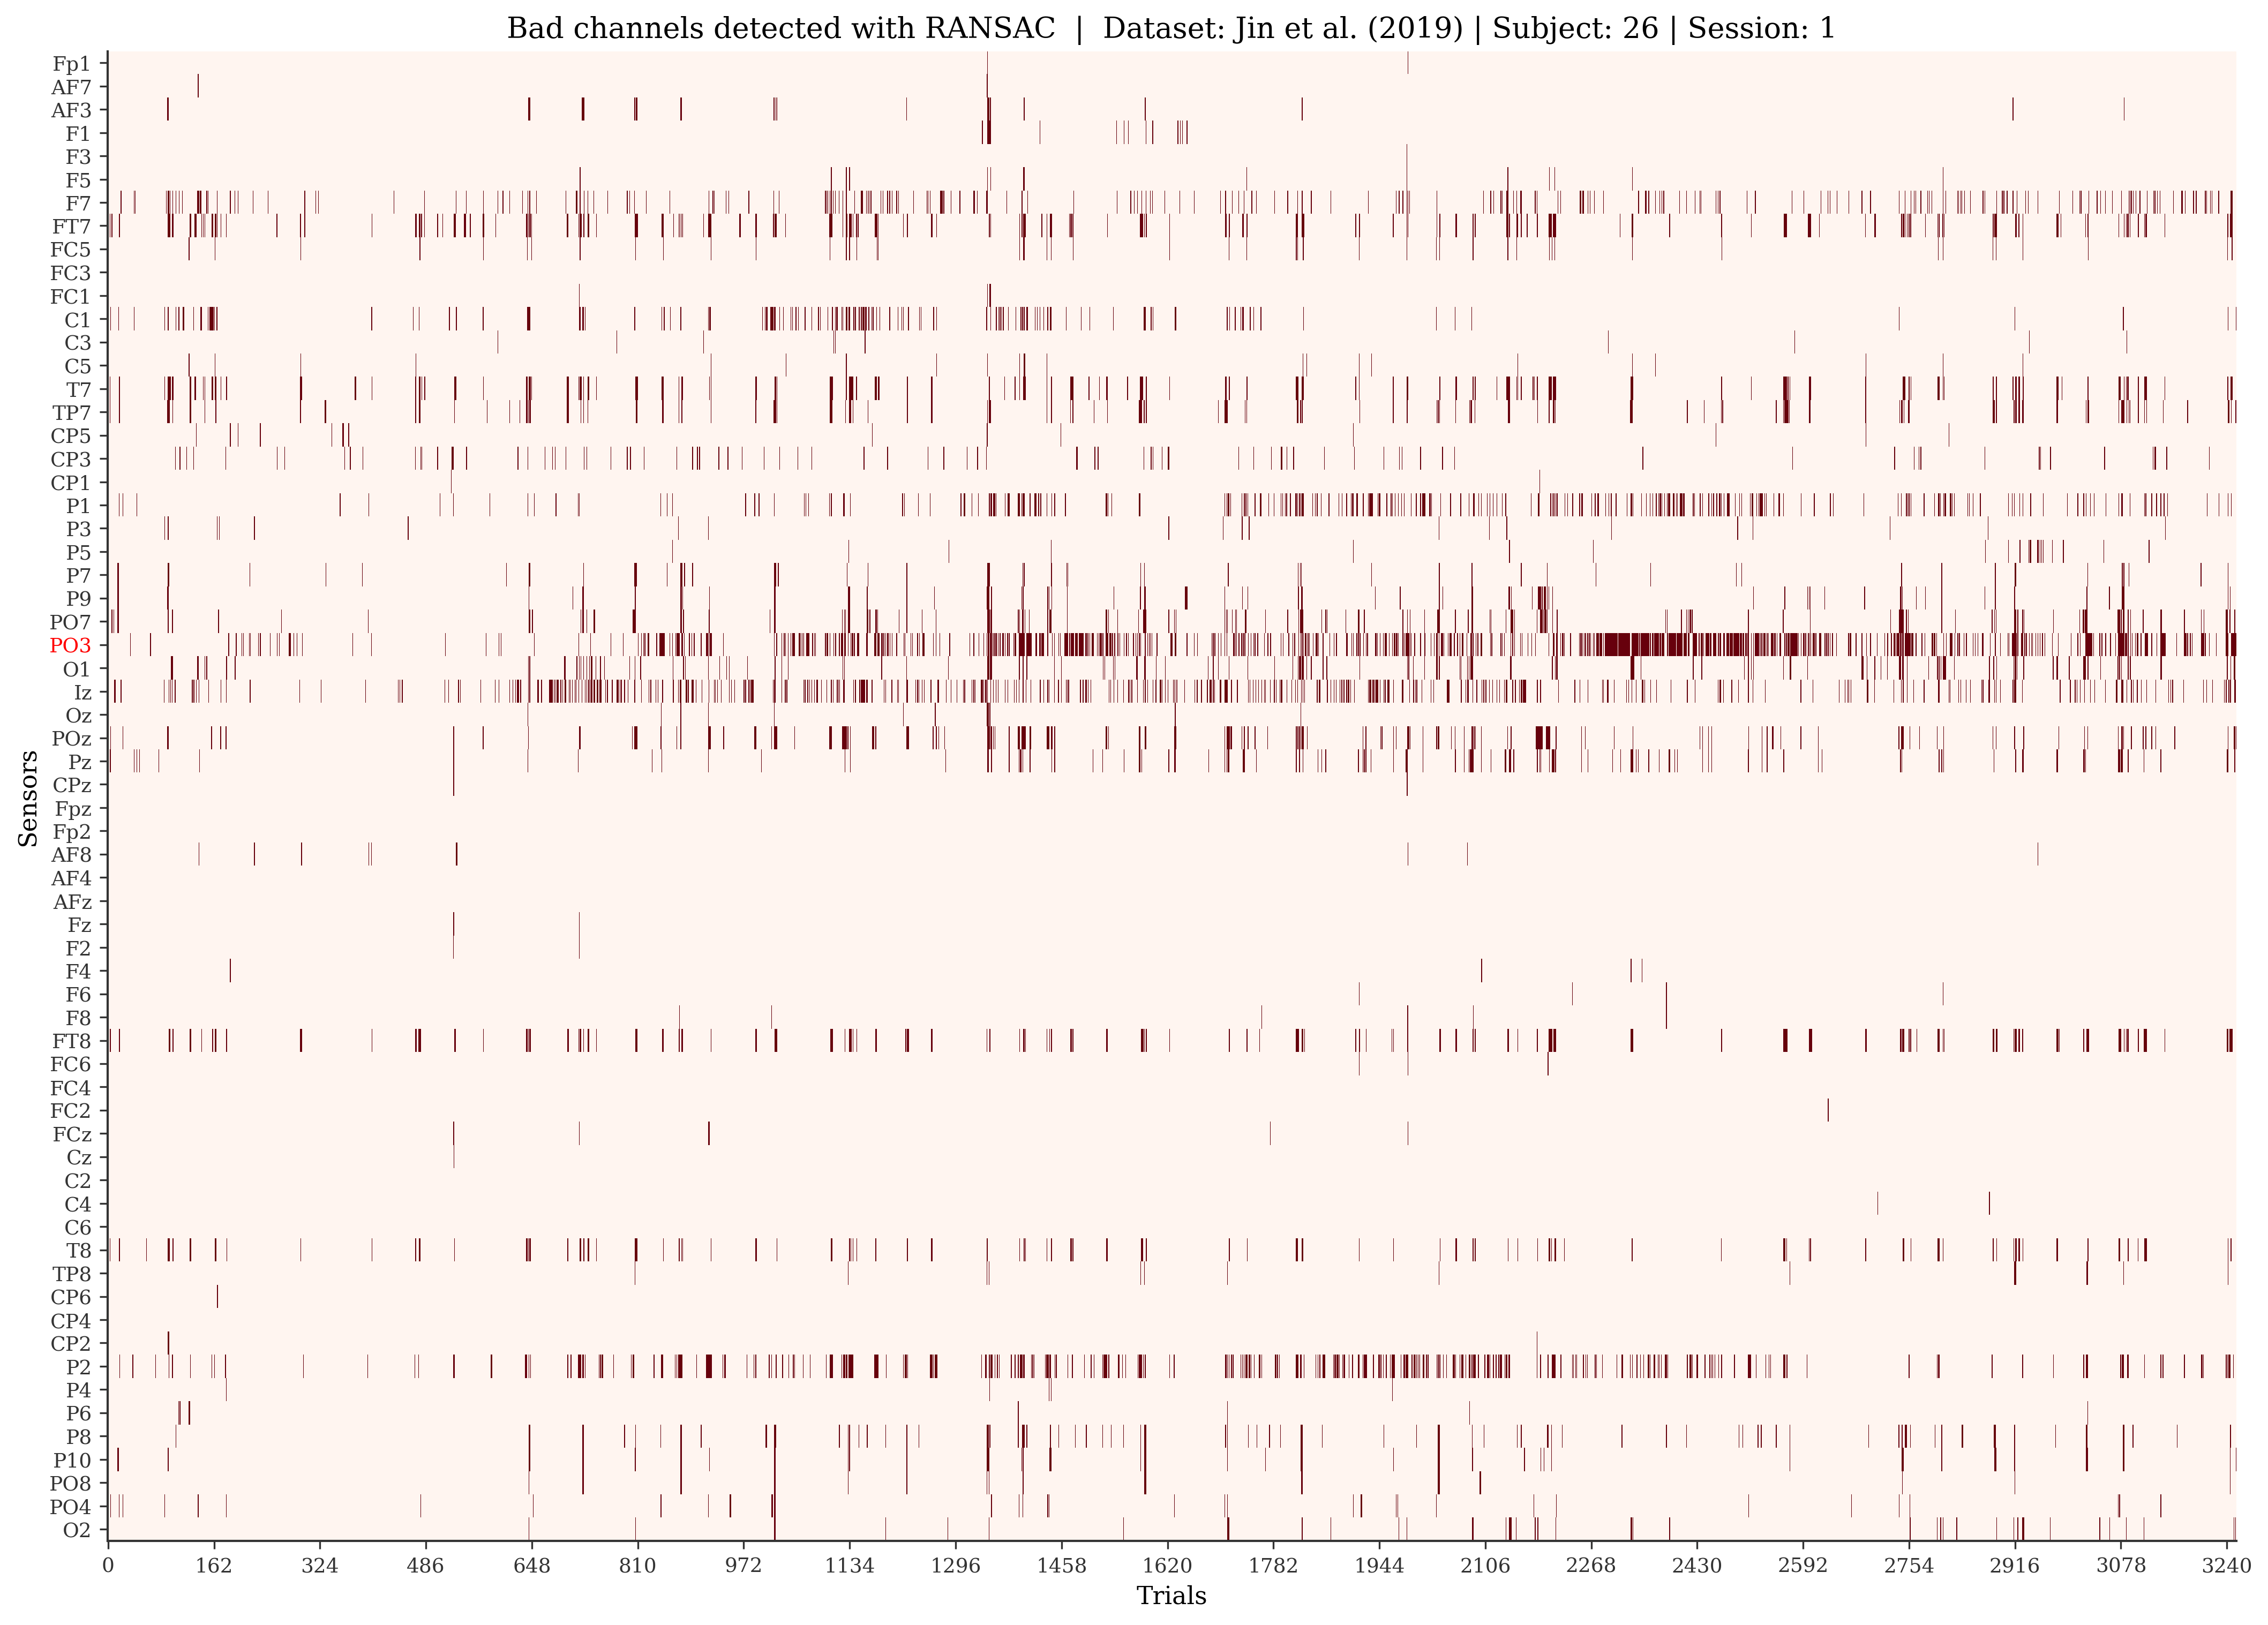 Bad channels detected with RANSAC | Dataset: Jin et al. (2019) | Subject: 26 | Session: 1
Sensors
Fp1
AF7
AF3
F1
F3
F5
F7
FT7
FC5
FC3
FC1
C1
C3
C5
T7
TP7
CP5
CP3
CP1
P1
P3
P5
P7
P9
PO7
PO3
O1
Iz
Oz
POz
Pz
CPz
Fpz
Fp2
AF8
AF4
AFz
Fz
F2
F4
F6
F8
FT8
FC6
FC4
FC2
FCz
Cz
C2
C4
C6
T8
TP8
CP6
CP4
CP2
P2
P4
P6
P8
P10
PO8
PO4
O2
0 162 324 486 648 810 972 1134 1296 1458 1620 1782 1944 2106 2268 2430 2592 2754 2916 3078 3240
Trials